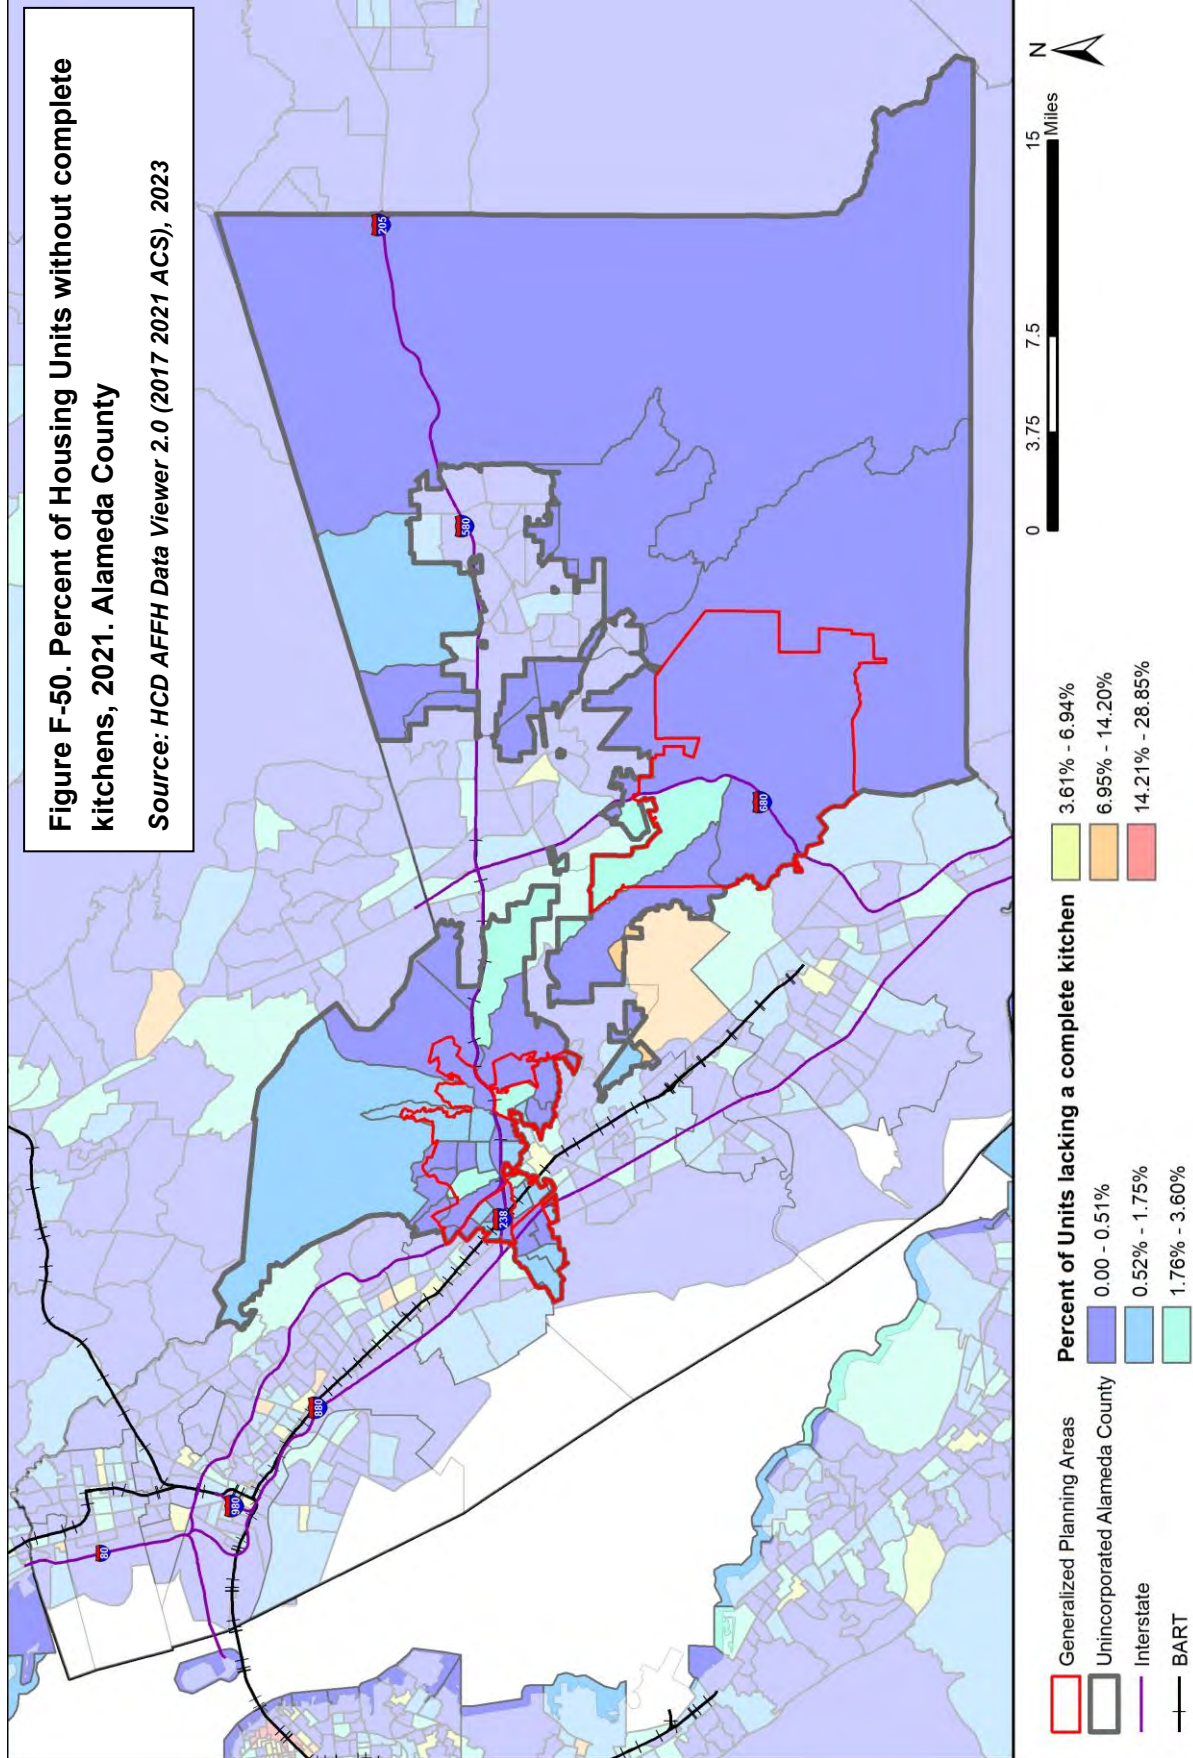 Figure F-50. Percent of Housing Units without complete
kitchens, 2021. Alameda County
Source: HCD AFFH Data Viewer 2.0 (2017 2021 ACS), 2023
80
980
880
238
580
205
680
Generalized Planning Areas
Unincorporated Alameda County
Interstate
BART
Percent of Units lacking a complete kitchen
0.00 - 0.51%
0.52% - 1.75%
1.76% - 3.60%
3.61% - 6.94%
6.95% - 14.20%
14.21% - 28.85%
0 3.75 7.5 15
Miles
N